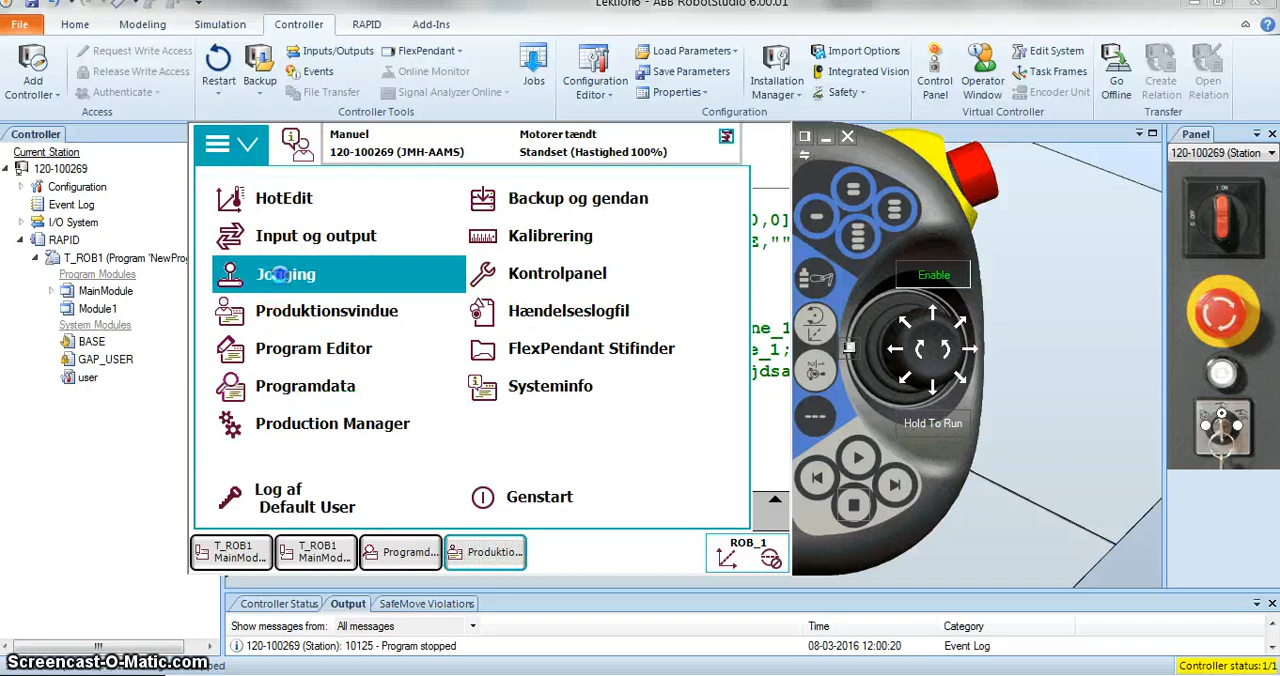 Lektion6 - ABB RobotStudio 6.00.01
File
Home
Modeling
Simulation
Controller
RAPID
Add-Ins
Add Controller
Request Write Access
Release Write Access
Authenticate
Access
Restart
Backup
Inputs/Outputs
Events
File Transfer
FlexPendant
Online Monitor
Signal Analyzer Online
Jobs
Controller Tools
Configuration Editor
Load Parameters
Save Parameters
Properties
Installation Manager
Import Options
Integrated Vision
Safety
Configuration
Control Panel
Operator Window
Edit System
Task Frames
Encoder Unit
Virtual Controller
Go Offline
Create Relation
Open Relation
Transfer
Controller
Current Station
120-100269 (Station)
Configuration
Event Log
I/O System
RAPID
T_ROB1 (Program 'NewPro
Program Modules
MainModule
Module1
System Modules
BASE
GAP_USER
user
Manuel
120-100269 (JMH-AAMS)
Motorer tændt
Standset (Hastighed 100%)
HotEdit
Input og output
Jogging
Produktionsvindue
Program Editor
Programdata
Production Manager
Log af
Default User
Backup og gendan
Kalibrering
Kontrolpanel
Hændelseslogfil
FlexPendant Stifinder
Systeminfo
Genstart
0,0]
E,""
ne_1
e_1;
jdsa
T_ROB1
MainMod...
T_ROB1
MainMod...
Programd...
Produktio...
ROB_1
Enable
Hold To Run
Panel
120-100269 (Station
Controller Status
Output
SafeMove Violations
Show messages from:
All messages
Time
Category
120-100269 (Station): 10125 - Program stopped
08-03-2016 12:00:20
Event Log
Screencast-O-Matic.com
pped
Controller status:1/1